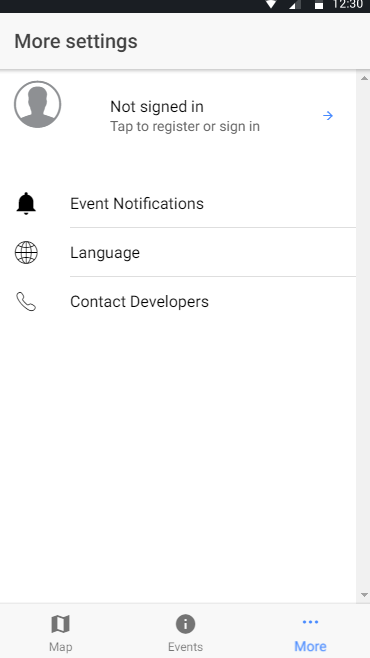 12:30
More settings
Not signed in
Tap to register or sign in
Event Notifications
Language
Contact Developers
Map
Events
More